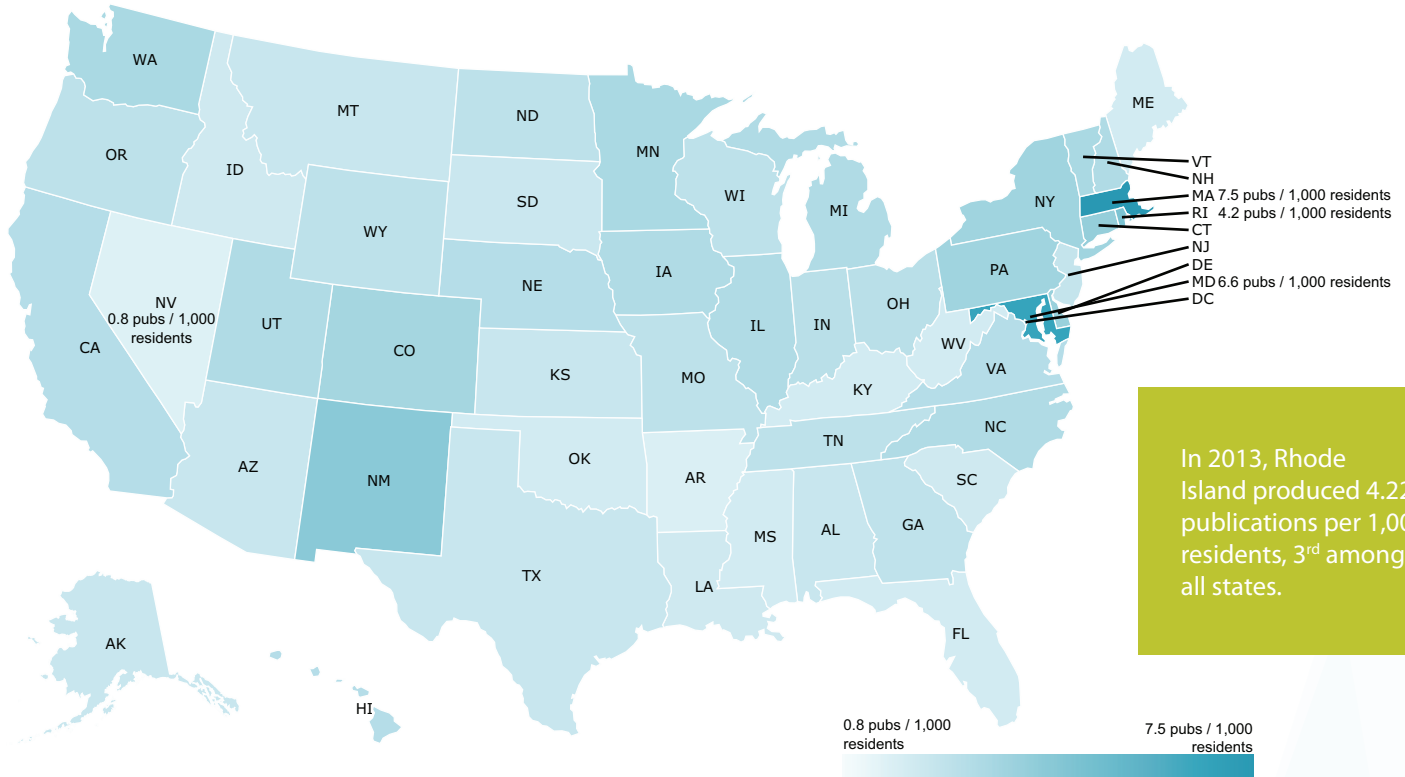 WA
MT
ND
MN
ME
OR
ID
SD
WI
MI
NY
VT
NH
MA 7.5 pubs / 1,000 residents
RI 4.2 pubs / 1,000 residents
CT
NJ
DE
MD 6.6 pubs / 1,000 residents
DC
WY
IA
NE
PA
NV
0.8 pubs / 1,000
residents
UT
CO
IL
IN
OH
WV
VA
CA
KS
MO
KY
AZ
NM
OK
AR
TN
NC
SC
TX
LA
MS
AL
GA
FL
AK
HI
In 2013, Rhode
Island produced 4.22
publications per 1,00
residents, 3rd among
all states.
0.8 pubs / 1,000
residents
7.5 pubs / 1,000
residents